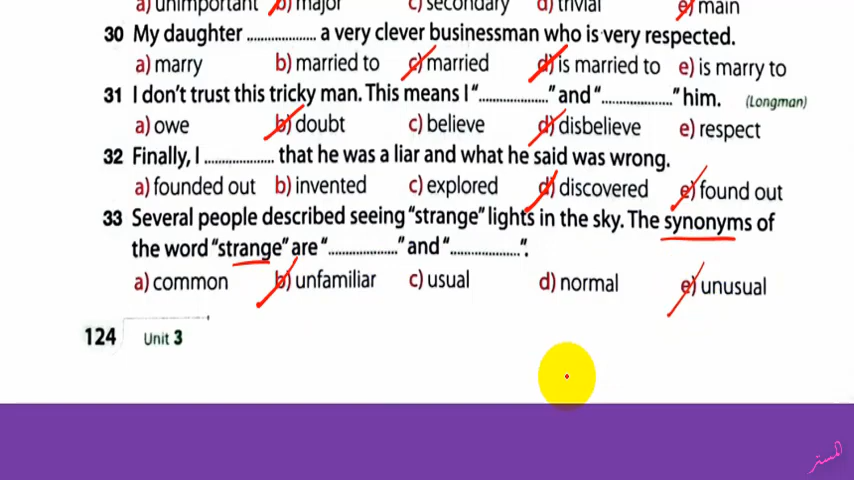 a) unimportant b) major c) secondary d) trivial e) main
30 My daughter .................. a very clever businessman who is very respected.
a) marry b) married to c) married d) is married to e) is marry to
31 I don't trust this tricky man. This means I ".................." and ".................." him. (Longman)
a) owe b) doubt c) believe d) disbelieve e) respect
32 Finally, I .................. that he was a liar and what he said was wrong.
a) founded out b) invented c) explored d) discovered e) found out
33 Several people described seeing "strange" lights in the sky. The synonyms of
the word "strange" are ".................." and "..................".
a) common b) unfamiliar c) usual d) normal e) unusual
124 Unit 3